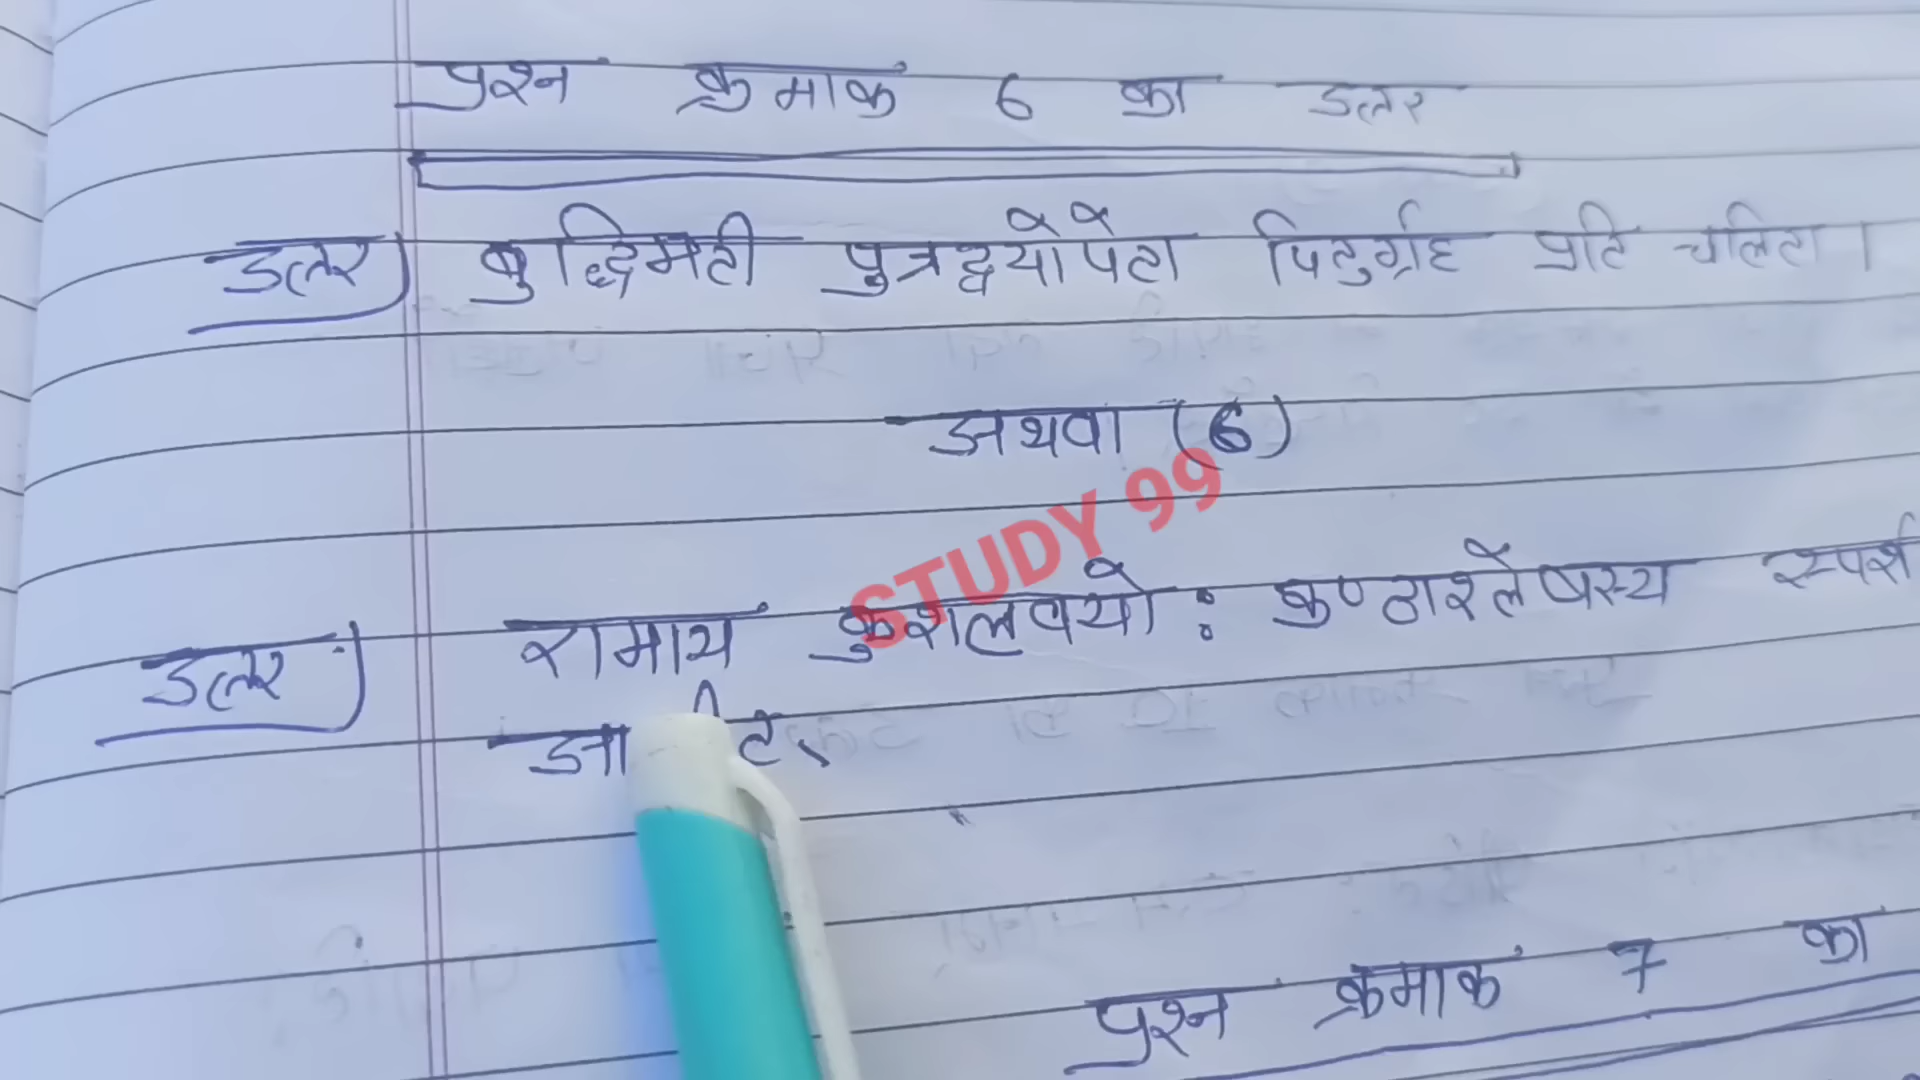 प्रश्न क्रमांक 6 का उत्तर
उत्तर) बुद्धिमती पुत्रद्वयोपेता पितुर्ग्रह प्रति चलिता।
अथवा (6)
STUDY 99
उत्तर) रामाय कुशलवयोः कण्ठाश्लेषस्य स्पर्श
प्रश्न क्रमांक 7 का